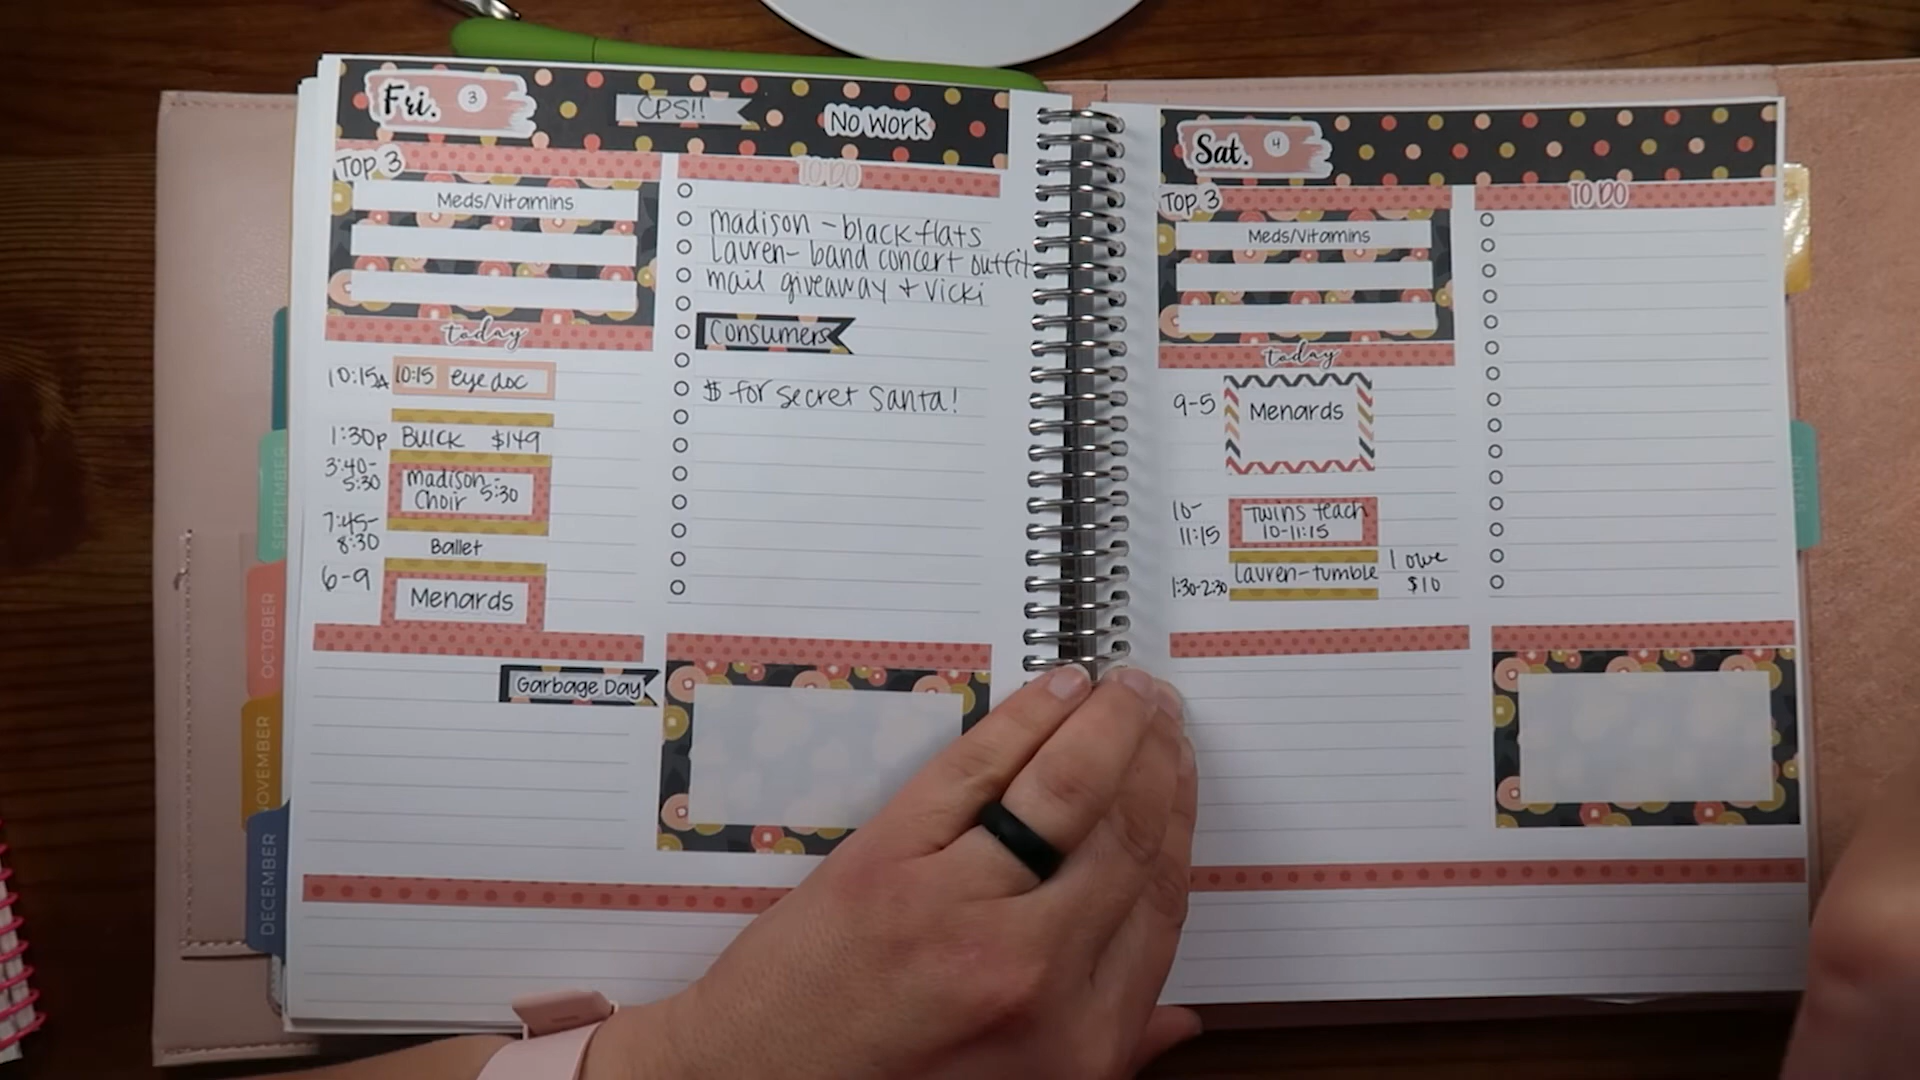 Fri. 3
CPS!!
NO WORK
TOP 3
Meds/Vitamins
today
10:15A 10:15 eye doc
1:30p BUICK $149
3:40-
5:30
madison -
Choir 5:30
7:45-
8:30
Ballet
6-9
Menards
Garbage Day
TO DO
madison - black flats
Lauren- band concert outfit
mail giveaway + Vicki
Consumers
$ for secret Santa!
Sat. 4
TOP 3
Meds/Vitamins
today
9-5
Menards
10-
11:15
Twins teach
10-11:15
1:30-2:30
Lauren-tumble
I owe
$10
TO DO
SEPTEMBER
OCTOBER
NOVEMBER
DECEMBER